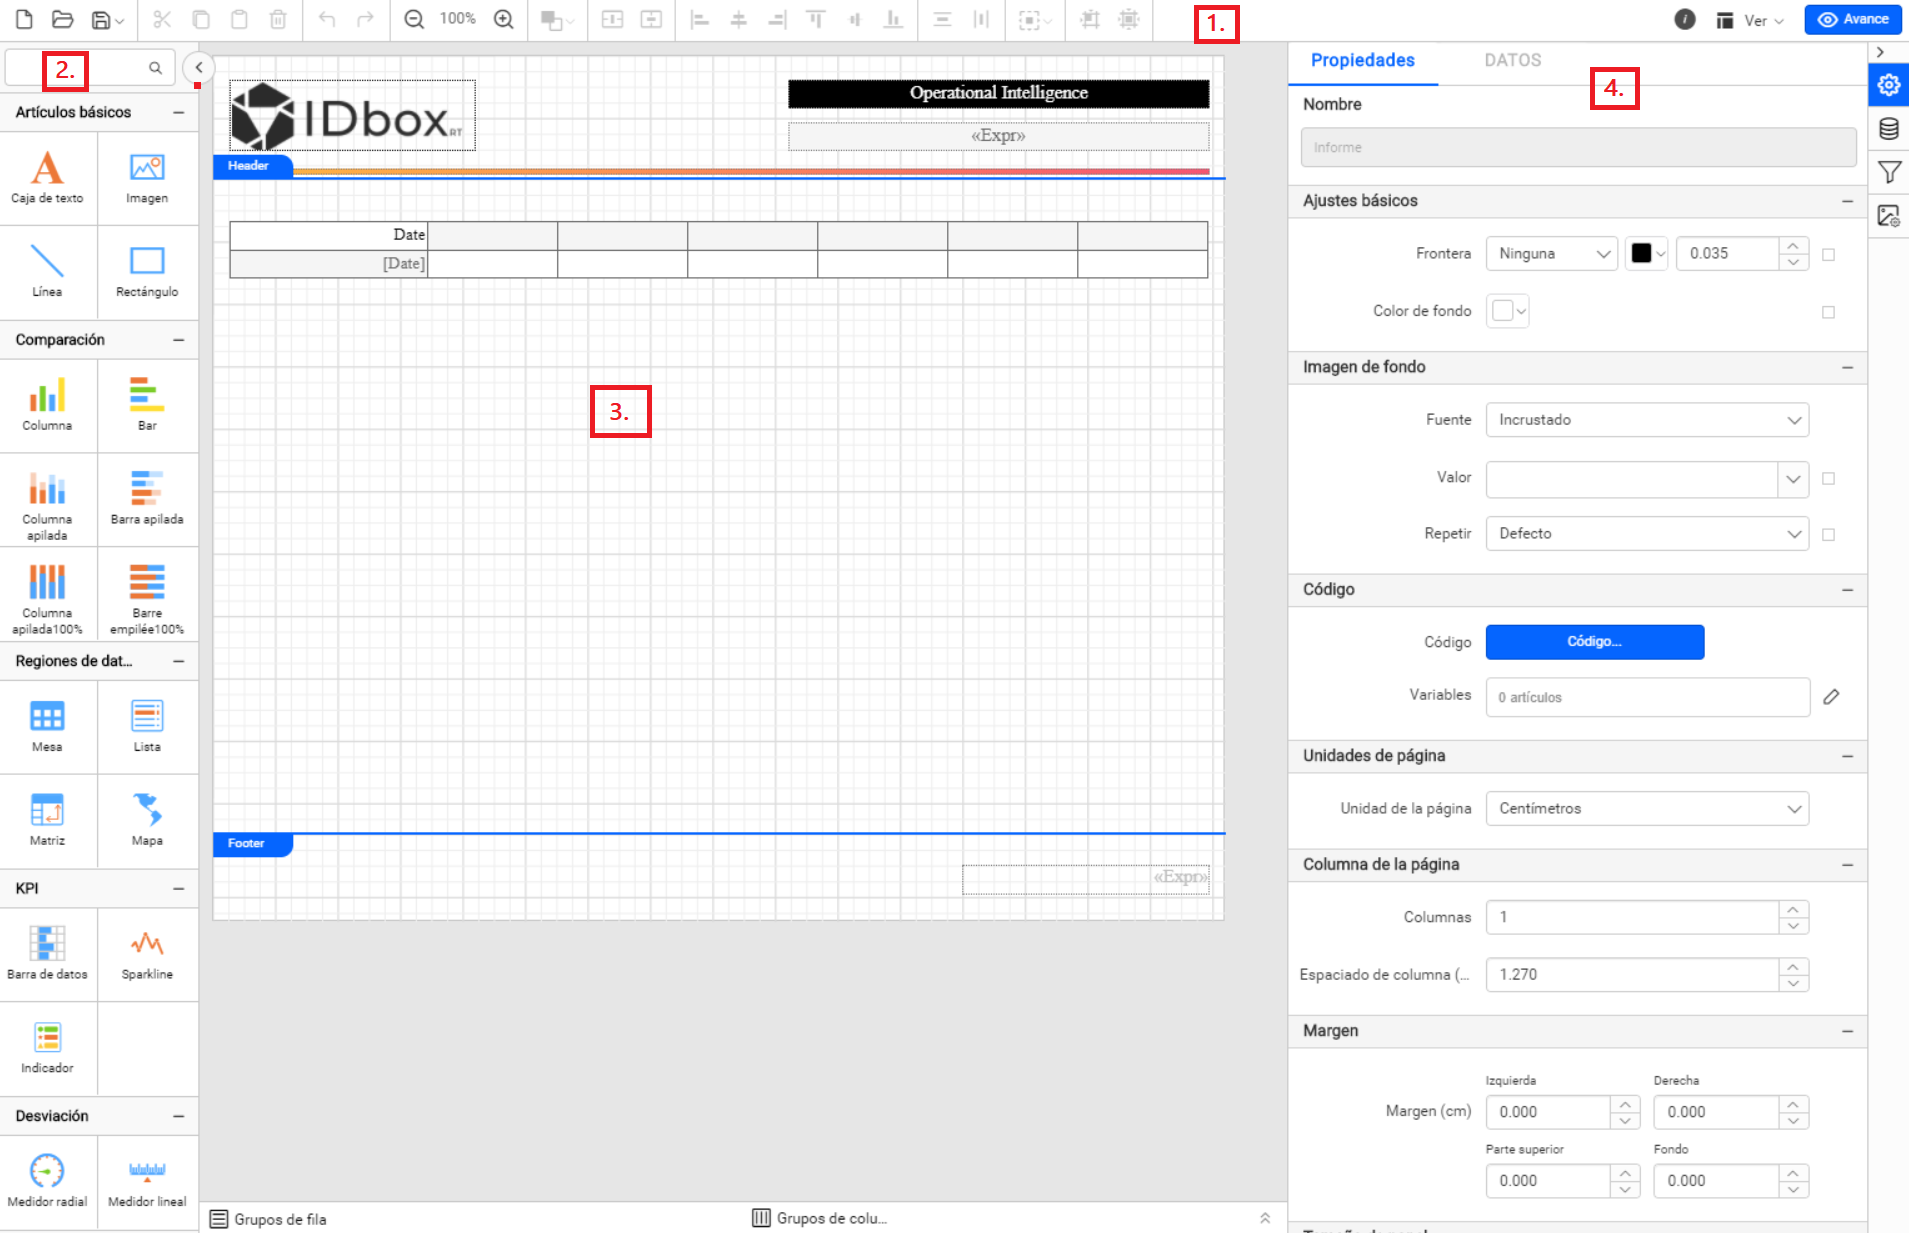 100%
1.
Ver
Avance
2.
Artículos básicos
Caja de texto
Imagen
Línea
Rectángulo
Comparación
Columna
Bar
Columna
apilada
Barra apilada
Columna
apilada100%
Barre
empilée100%
Regiones de dat...
Mesa
Lista
Matriz
Mapa
KPI
Barra de datos
Sparkline
Indicador
Desviación
Medidor radial
Medidor lineal
IDbox.RT
Operational Intelligence
«Expr»
Header
Date
[Date]
3.
Footer
«Expr»
Grupos de fila
Grupos de colu...
Propiedades
DATOS
4.
Nombre
Informe
Ajustes básicos
Frontera
Ninguna
0.035
Color de fondo
Imagen de fondo
Fuente
Incrustado
Valor
Repetir
Defecto
Código
Código
Código...
Variables
0 artículos
Unidades de página
Unidad de la página
Centímetros
Columna de la página
Columnas
1
Espaciado de columna (...
1.270
Margen
Izquierda
Derecha
Margen (cm)
0.000
0.000
Parte superior
Fondo
0.000
0.000